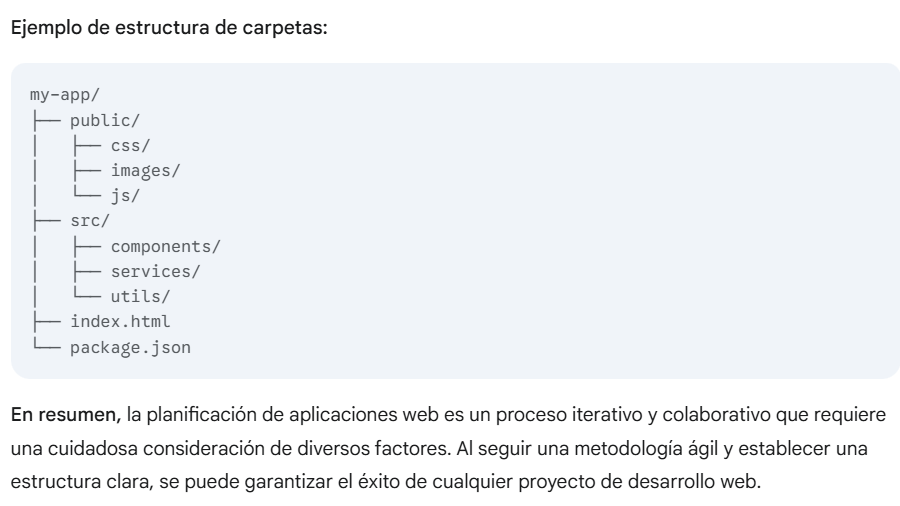 Ejemplo de estructura de carpetas:
my-app/
├── public/
│   ├── css/
│   ├── images/
│   └── js/
├── src/
│   ├── components/
│   ├── services/
│   └── utils/
├── index.html
└── package.json
En resumen, la planificación de aplicaciones web es un proceso iterativo y colaborativo que requiere
una cuidadosa consideración de diversos factores. Al seguir una metodología ágil y establecer una
estructura clara, se puede garantizar el éxito de cualquier proyecto de desarrollo web.